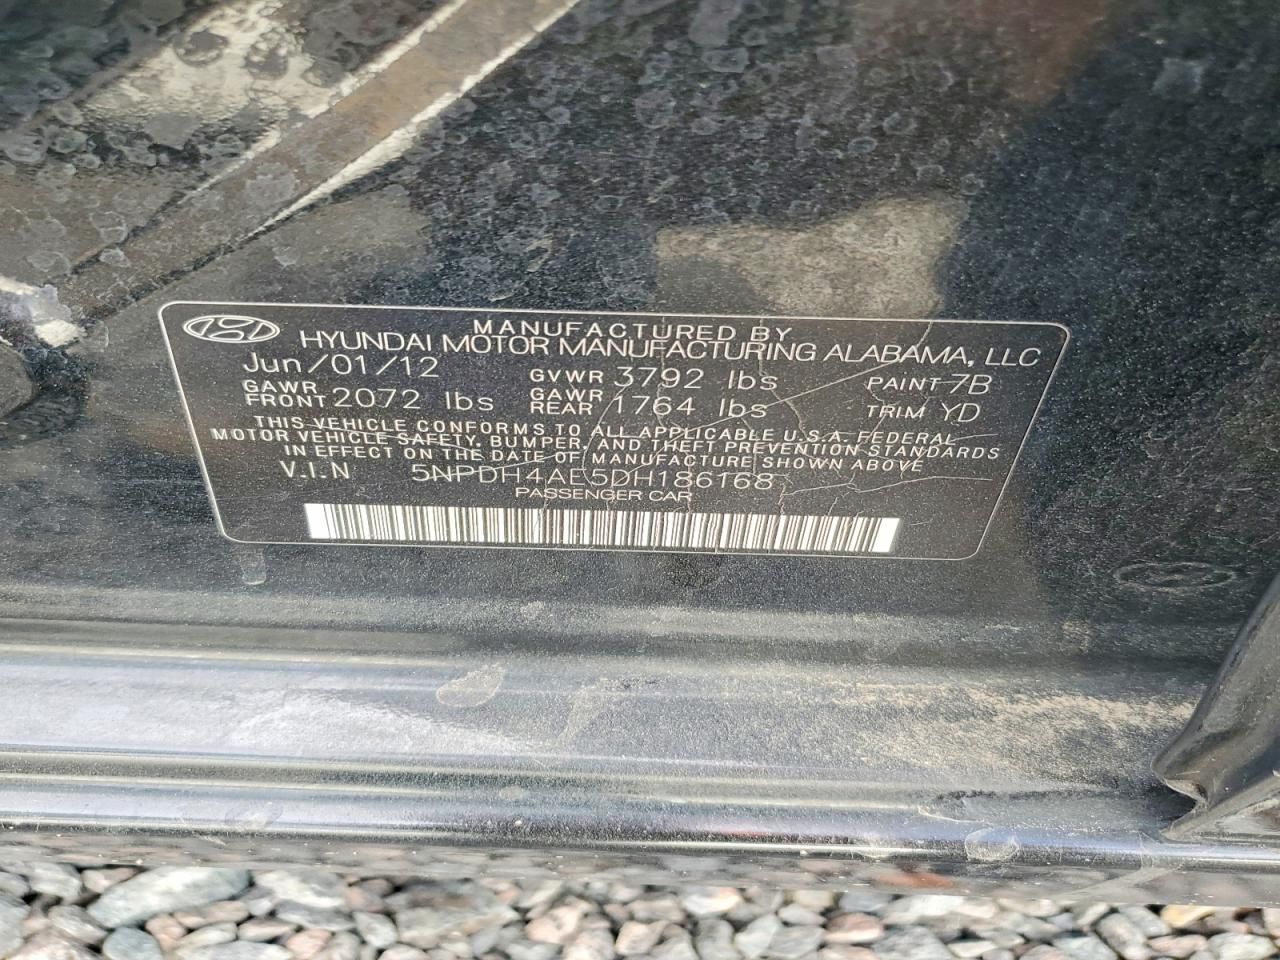 MANUFACTURED BY
HYUNDAI MOTOR MANUFACTURING ALABAMA, LLC
Jun/01/12 GVWR 3792 lbs PAINT 7B
GAWR FRONT 2072 lbs GAWR REAR 1764 lbs TRIM YD
THIS VEHICLE CONFORMS TO ALL APPLICABLE U.S.A. FEDERAL
MOTOR VEHICLE SAFETY, BUMPER, AND THEFT PREVENTION STANDARDS
IN EFFECT ON THE DATE OF MANUFACTURE SHOWN ABOVE
V.I.N 5NPDH4AE5DH186168
PASSENGER CAR